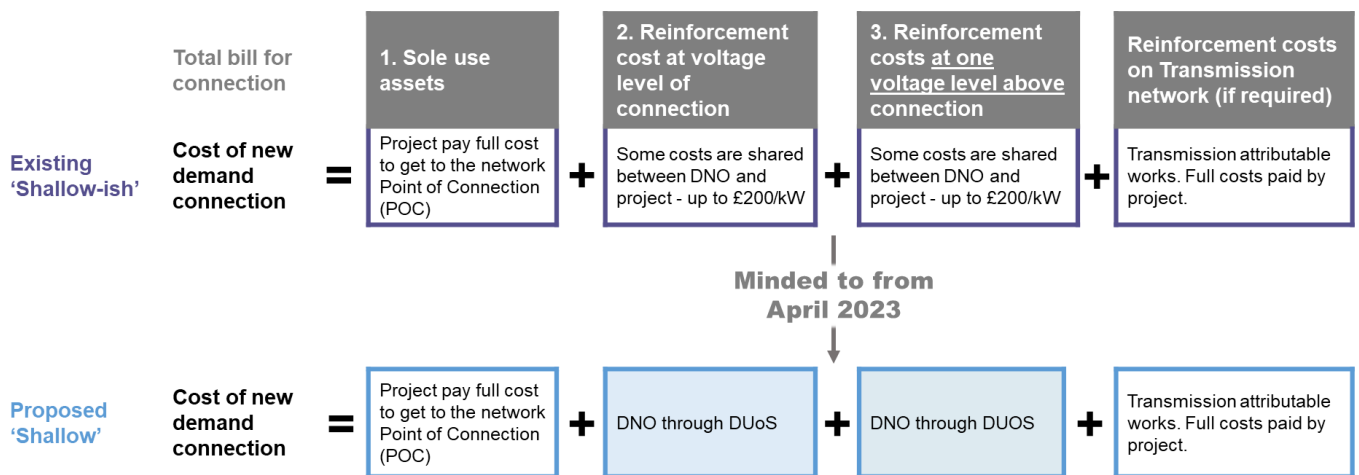 Total bill for
connection
1. Sole use
assets
2. Reinforcement
cost at voltage
level of
connection
3. Reinforcement
costs at one
voltage level above
connection
Reinforcement costs
on Transmission
network (if required)
Existing
‘Shallow-ish’
Cost of new
demand
connection
=
Project pay full cost
to get to the network
Point of Connection
(POC)
+
Some costs are shared
between DNO and
project - up to £200/kW
+
Some costs are shared
between DNO and
project - up to £200/kW
+
Transmission attributable
works. Full costs paid by
project.
Minded to from
April 2023
Proposed
‘Shallow’
Cost of new
demand
connection
=
Project pay full cost
to get to the network
Point of Connection
(POC)
+
DNO through DUoS
+
DNO through DUOS
+
Transmission attributable
works. Full costs paid by
project.